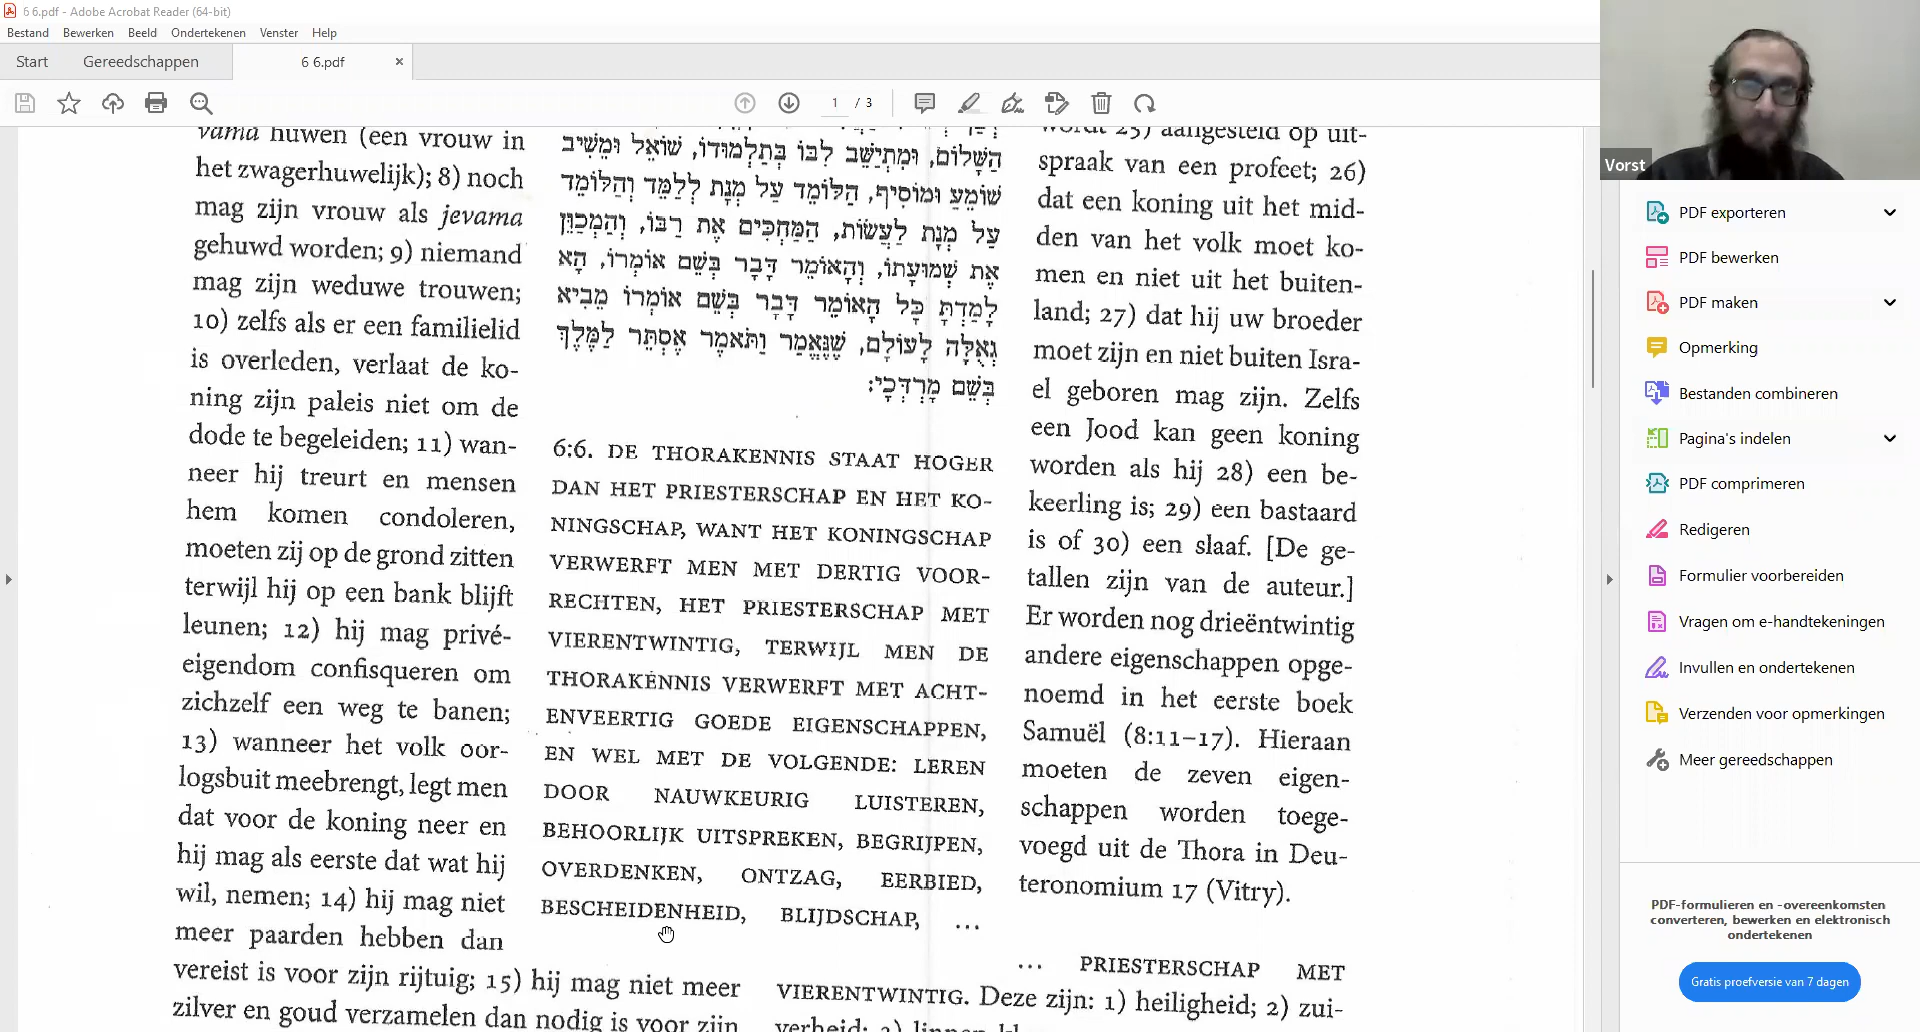 6 6.pdf - Adobe Acrobat Reader (64-bit)
Bestand Bewerken Beeld Ondertekenen Venster Help
Start Gereedschappen 6 6.pdf ×
1 / 3
vama huwen (een vrouw in
het zwagerhuwelijk); 8) noch
mag zijn vrouw als jevama
gehuwd worden; 9) niemand
mag zijn weduwe trouwen;
10) zelfs als er een familielid
is overleden, verlaat de ko-
ning zijn paleis niet om de
dode te begeleiden; 11) wan-
neer hij treurt en mensen
hem komen condoleren,
moeten zij op de grond zitten
terwijl hij op een bank blijft
leunen; 12) hij mag privé-
eigendom confisqueren om
zichzelf een weg te banen;
13) wanneer het volk oor-
logsbuit meebrengt, legt men
dat voor de koning neer en
hij mag als eerste dat wat hij
wil, nemen; 14) hij mag niet
meer paarden hebben dan
vereist is voor zijn rijtuig; 15) hij mag niet meer
zilver en goud verzamelen dan nodig is voor zijn
הַשָּׁלוֹם, וּמִתְיַשֵּׁב לִבּוֹ בְּתַלְמוּדוֹ, שׁוֹאֵל וּמֵשִׁיב
שׁוֹמֵעַ וּמוֹסִיף, הַלּוֹמֵד עַל מְנָת לְלַמֵּד וְהַלּוֹמֵד
עַל מְנָת לַעֲשׂוֹת, הַמַּחְכִּים אֶת רַבּוֹ, וְהַמְכַוֵּן
אֶת שְׁמוּעָתוֹ, וְהָאוֹמֵר דָּבָר בְּשֵׁם אוֹמְרוֹ, הָא
לָמַדְתָּ כָּל הָאוֹמֵר דָּבָר בְּשֵׁם אוֹמְרוֹ מֵבִיא
גְאֻלָּה לָעוֹלָם, שֶׁנֶּאֱמַר וַתֹּאמֶר אֶסְתֵּר לַמֶּלֶךְ
בְּשֵׁם מָרְדְּכָי:
6:6. DE THORAKENNIS STAAT HOGER
DAN HET PRIESTERSCHAP EN HET KO-
NINGSCHAP, WANT HET KONINGSCHAP
VERWERFT MEN MET DERTIG VOOR-
RECHTEN, HET PRIESTERSCHAP MET
VIERENTWINTIG, TERWIJL MEN DE
THORAKENNIS VERWERFT MET ACHT-
ENVEERTIG GOEDE EIGENSCHAPPEN,
EN WEL MET DE VOLGENDE: LEREN
DOOR NAUWKEURIG LUISTEREN,
BEHOORLIJK UITSPREKEN, BEGRIJPEN,
OVERDENKEN, ONTZAG, EERBIED,
BESCHEIDENHEID, BLIJDSCHAP, ...
wordt 25) aangesteld op uit-
spraak van een profeet; 26)
dat een koning uit het mid-
den van het volk moet ko-
men en niet uit het buiten-
land; 27) dat hij uw broeder
moet zijn en niet buiten Isra-
el geboren mag zijn. Zelfs
een Jood kan geen koning
worden als hij 28) een be-
keerling is; 29) een bastaard
is of 30) een slaaf. [De ge-
tallen zijn van de auteur.]
Er worden nog drieëntwintig
andere eigenschappen opge-
noemd in het eerste boek
Samuël (8:11–17). Hieraan
moeten de zeven eigen-
schappen worden toege-
voegd uit de Thora in Deu-
teronomium 17 (Vitry).
... PRIESTERSCHAP MET
VIERENTWINTIG. Deze zijn: 1) heiligheid; 2) zui-
Vorst
PDF exporteren
PDF bewerken
PDF maken
Opmerking
Bestanden combineren
Pagina's indelen
PDF comprimeren
Redigeren
Formulier voorbereiden
Vragen om e-handtekeningen
Invullen en ondertekenen
Verzenden voor opmerkingen
Meer gereedschappen
PDF-formulieren en -overeenkomsten
converteren, bewerken en elektronisch
ondertekenen
Gratis proefversie van 7 dagen